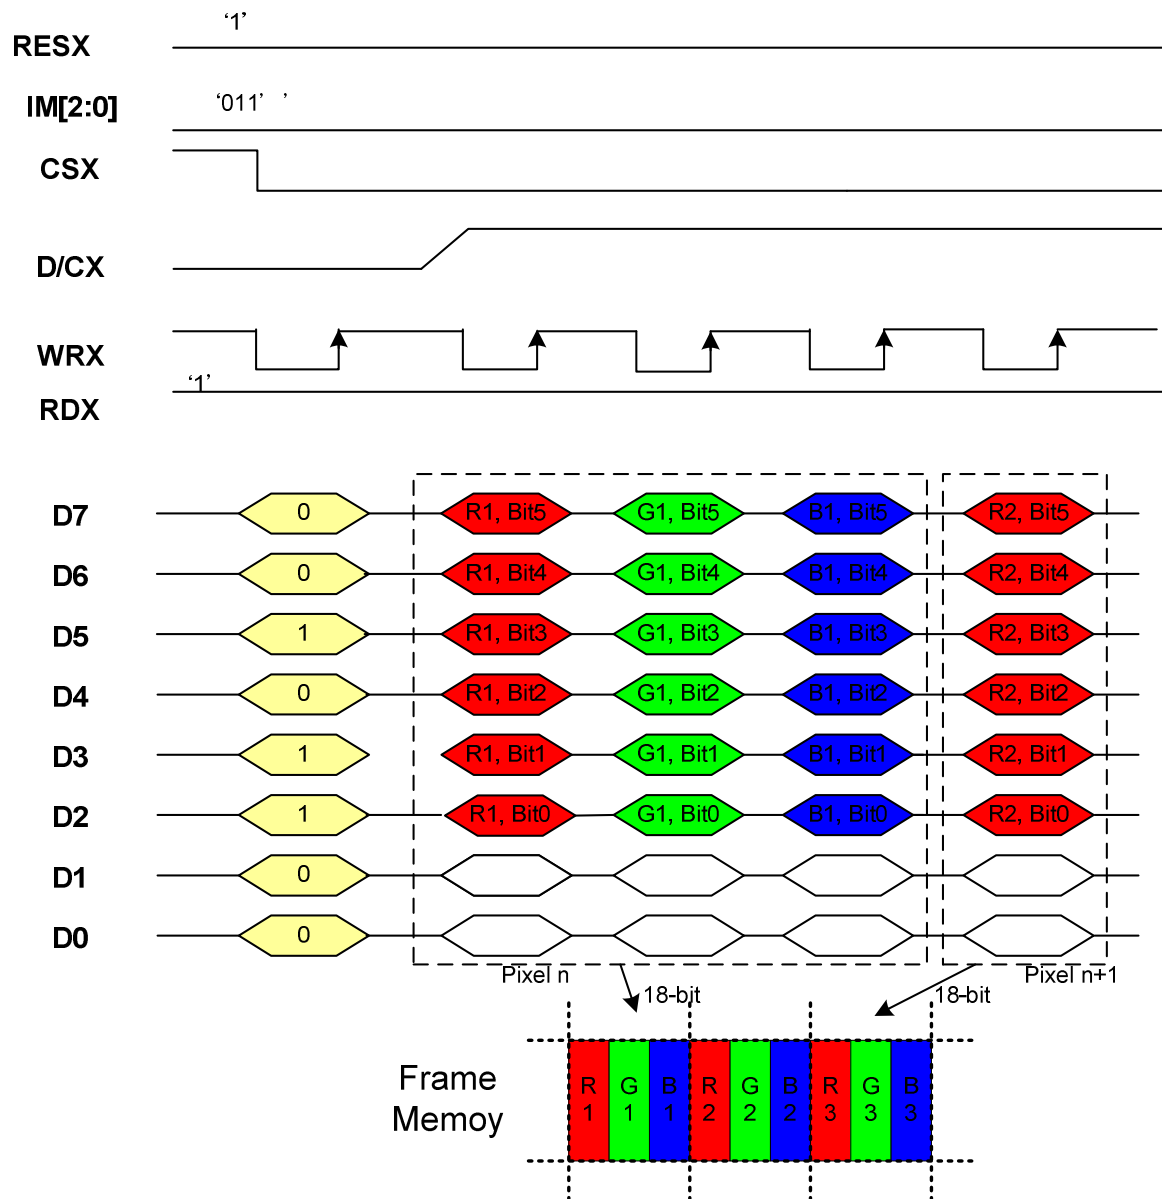 ‘1’
RESX
IM[2:0] ‘011’ ’
CSX
D/CX
WRX
‘1’
RDX
D7 0 R1, Bit5 G1, Bit5 B1, Bit5 R2, Bit5
D6 0 R1, Bit4 G1, Bit4 B1, Bit4 R2, Bit4
D5 1 R1, Bit3 G1, Bit3 B1, Bit3 R2, Bit3
D4 0 R1, Bit2 G1, Bit2 B1, Bit2 R2, Bit2
D3 1 R1, Bit1 G1, Bit1 B1, Bit1 R2, Bit1
D2 1 R1, Bit0 G1, Bit0 B1, Bit0 R2, Bit0
D1 0
D0 0
Pixel n Pixel n+1
18-bit 18-bit
Frame
Memoy
R G B R G B R G B
1 1 1 2 2 2 3 3 3